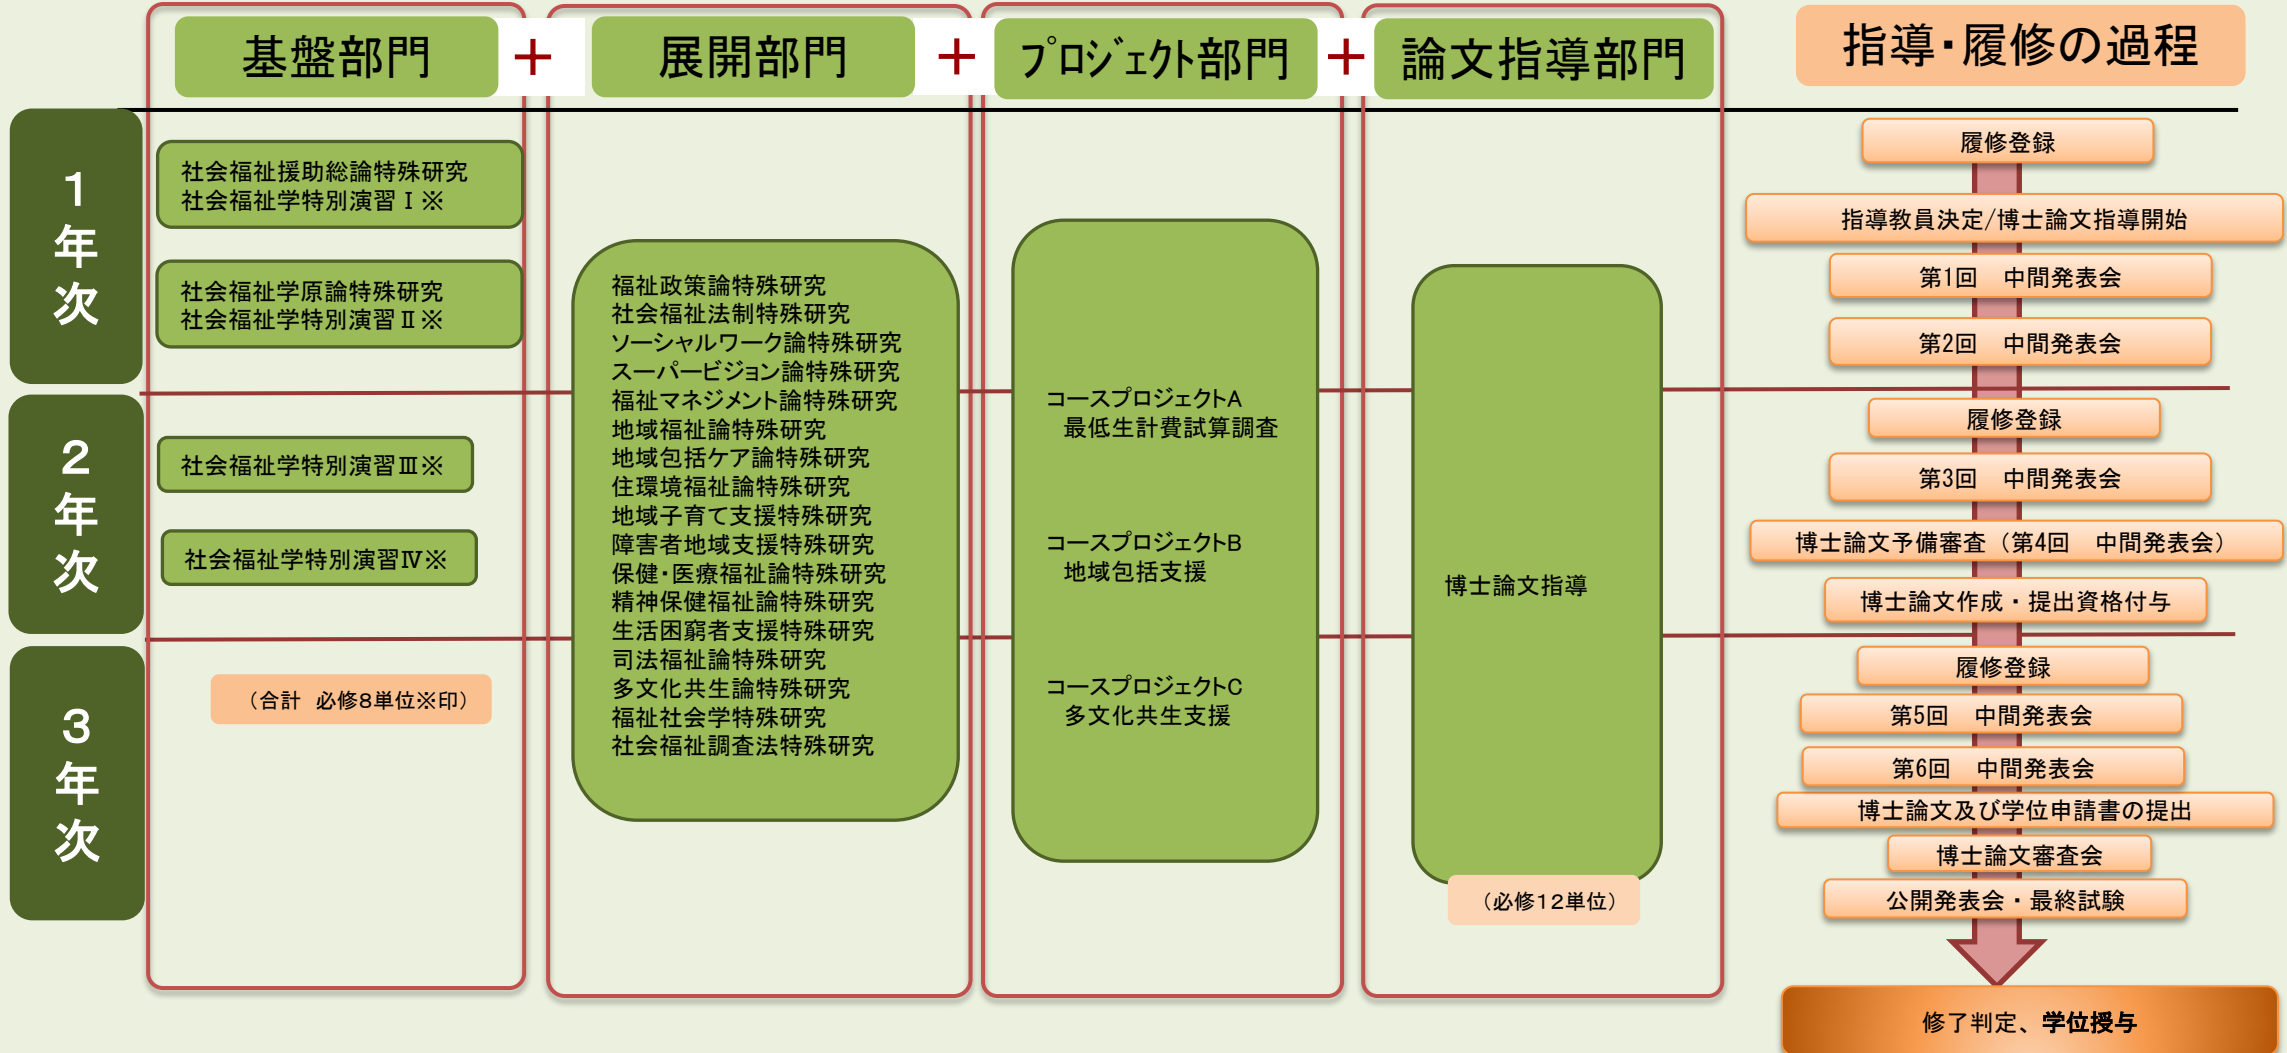 基盤部門
+
展開部門
+
プロジェクト部門
+
論文指導部門
指導・履修の過程
1年次
社会福祉援助総論特殊研究
社会福祉学特別演習Ⅰ※
社会福祉学原論特殊研究
社会福祉学特別演習Ⅱ※
2年次
社会福祉学特別演習Ⅲ※
社会福祉学特別演習Ⅳ※
3年次
（合計 必修8単位※印）
福祉政策論特殊研究
社会福祉法制特殊研究
ソーシャルワーク論特殊研究
スーパービジョン論特殊研究
福祉マネジメント論特殊研究
地域福祉論特殊研究
地域包括ケア論特殊研究
住環境福祉論特殊研究
地域子育て支援特殊研究
障害者地域支援特殊研究
保健・医療福祉論特殊研究
精神保健福祉論特殊研究
生活困窮者支援特殊研究
司法福祉論特殊研究
多文化共生論特殊研究
福祉社会学特殊研究
社会福祉調査法特殊研究
コースプロジェクトA
最低生計費試算調査
コースプロジェクトB
地域包括支援
コースプロジェクトC
多文化共生支援
博士論文指導
（必修12単位）
履修登録
指導教員決定/博士論文指導開始
第1回　中間発表会
第2回　中間発表会
履修登録
第3回　中間発表会
博士論文予備審査（第4回　中間発表会）
博士論文作成・提出資格付与
履修登録
第5回　中間発表会
第6回　中間発表会
博士論文及び学位申請書の提出
博士論文審査会
公開発表会・最終試験
修了判定、学位授与